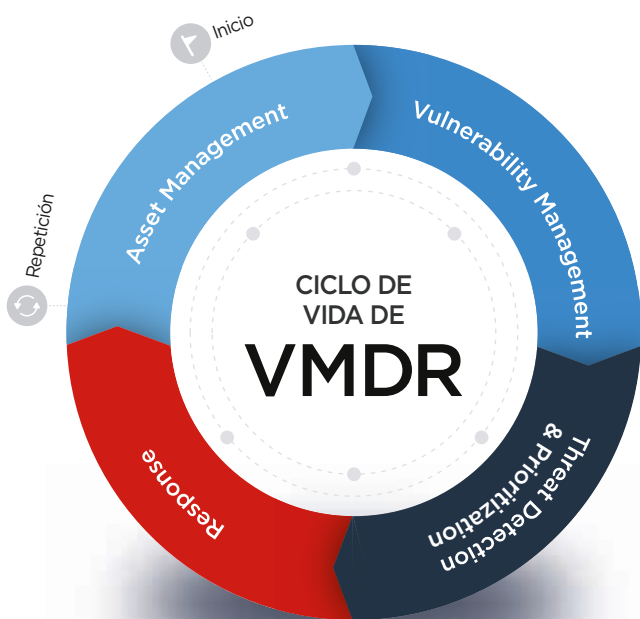 Inicio
Repetición
Asset Management
Vulnerability Management
Threat Detection
& Prioritization
Response
CICLO DE
VIDA DE
VMDR